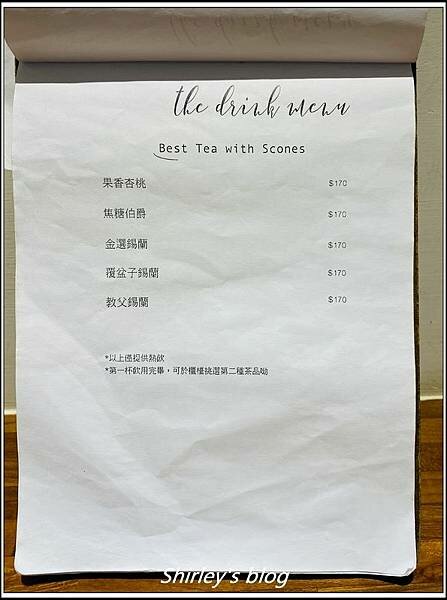 the drink menu
Best Tea with Scones
果香杏桃 $170
焦糖伯爵 $170
金選錫蘭 $170
覆盆子錫蘭 $170
教父錫蘭 $170
*以上僅提供熱飲
*第一杯飲用完畢，可於櫃檯挑選第二種茶品呦
Shirley's blog